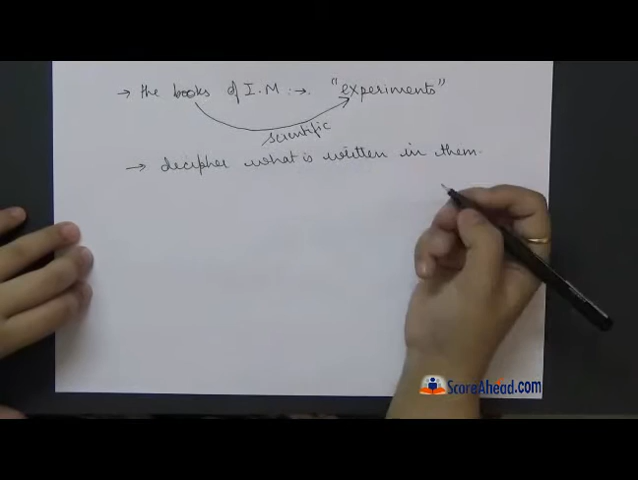 → the books of I.M :→. "experiments"
scientific
→ decipher what is written in them.
ScoreAhead.com